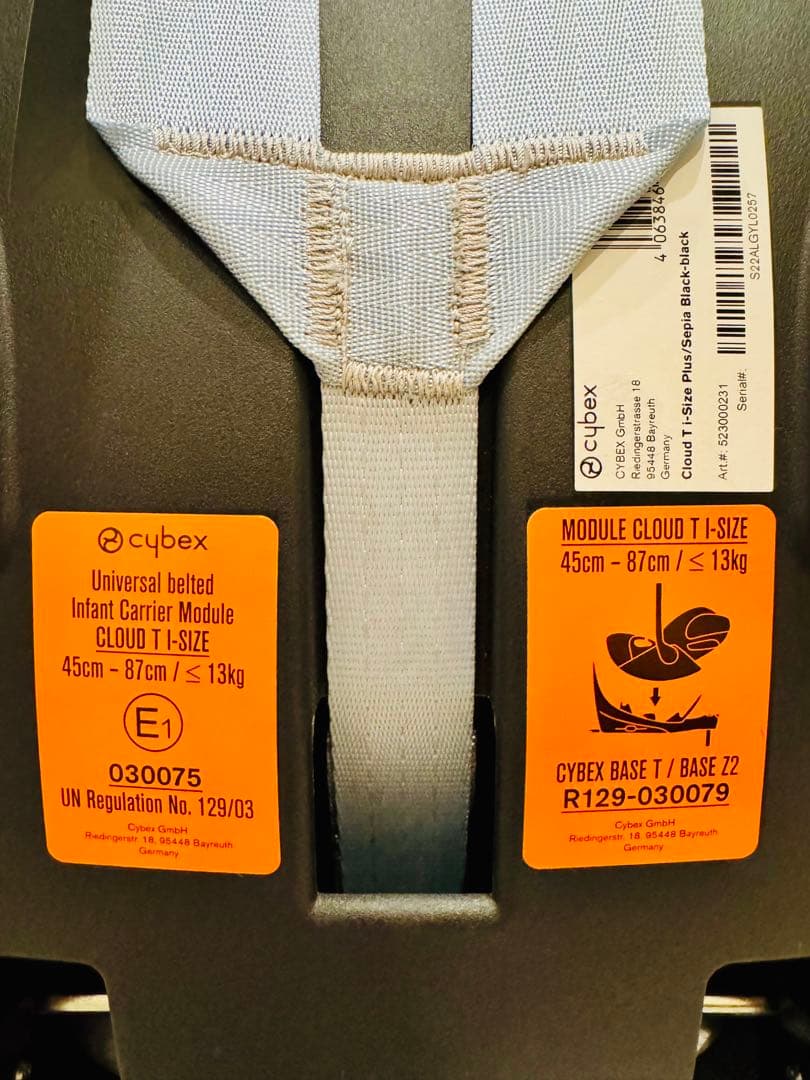 cybex
Universal belted
Infant Carrier Module
CLOUD T I-SIZE
45cm – 87cm / ≤ 13kg
E1
030075
UN Regulation No. 129/03
Cybex GmbH
Riedingerstr. 18, 95448 Bayreuth
Germany
cybex
CYBEX GmbH
Riedingerstrasse 18
95448 Bayreuth
Germany
4 063846
Cloud T i-Size Plus/Sepia Black-black
Art.#: 523000231
Serial#:
S22ALGYL0257
MODULE CLOUD T I-SIZE
45cm – 87cm / ≤ 13kg
CYBEX BASE T / BASE Z2
R129-030079
Cybex GmbH
Riedingerstr. 18, 95448 Bayreuth
Germany